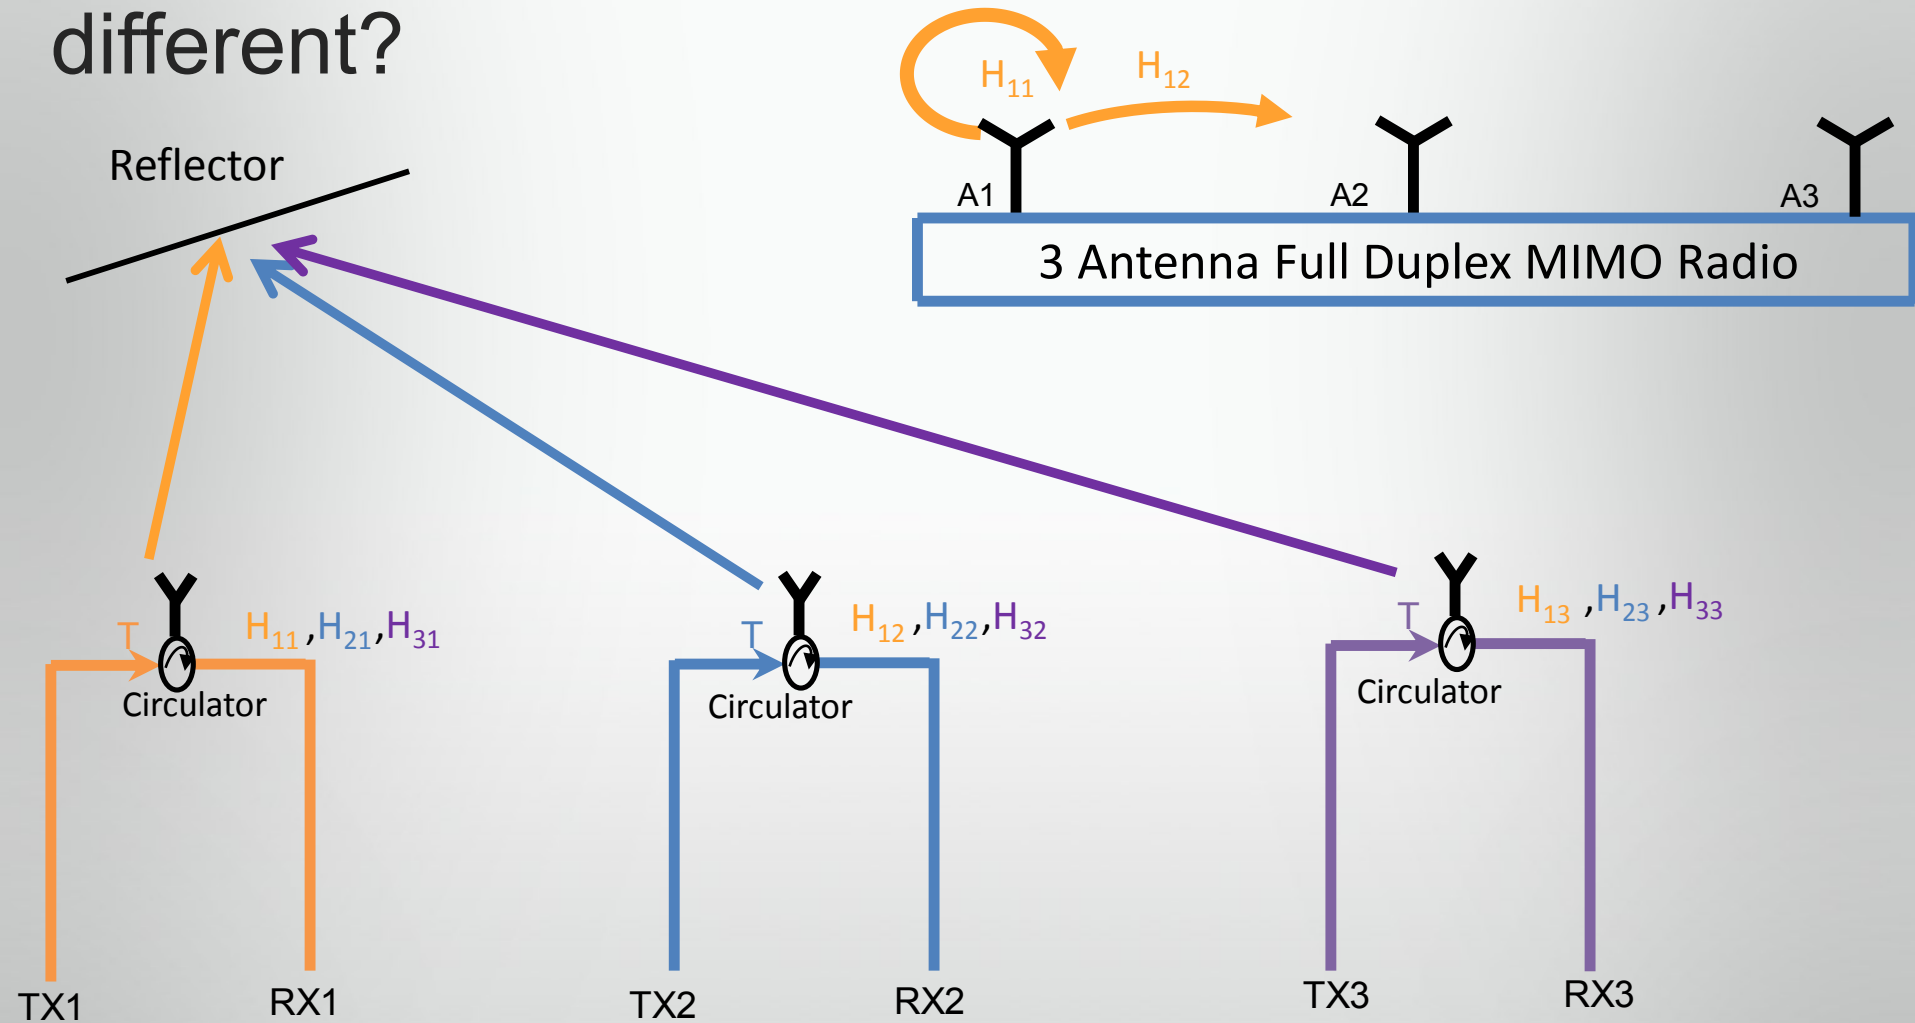 different?
H11
H12
Reflector
A1
A2
A3
3 Antenna Full Duplex MIMO Radio
T
H11 ,H21,H31
Circulator
T
H12 ,H22,H32
Circulator
T
H13 ,H23 ,H33
Circulator
TX1
RX1
TX2
RX2
TX3
RX3